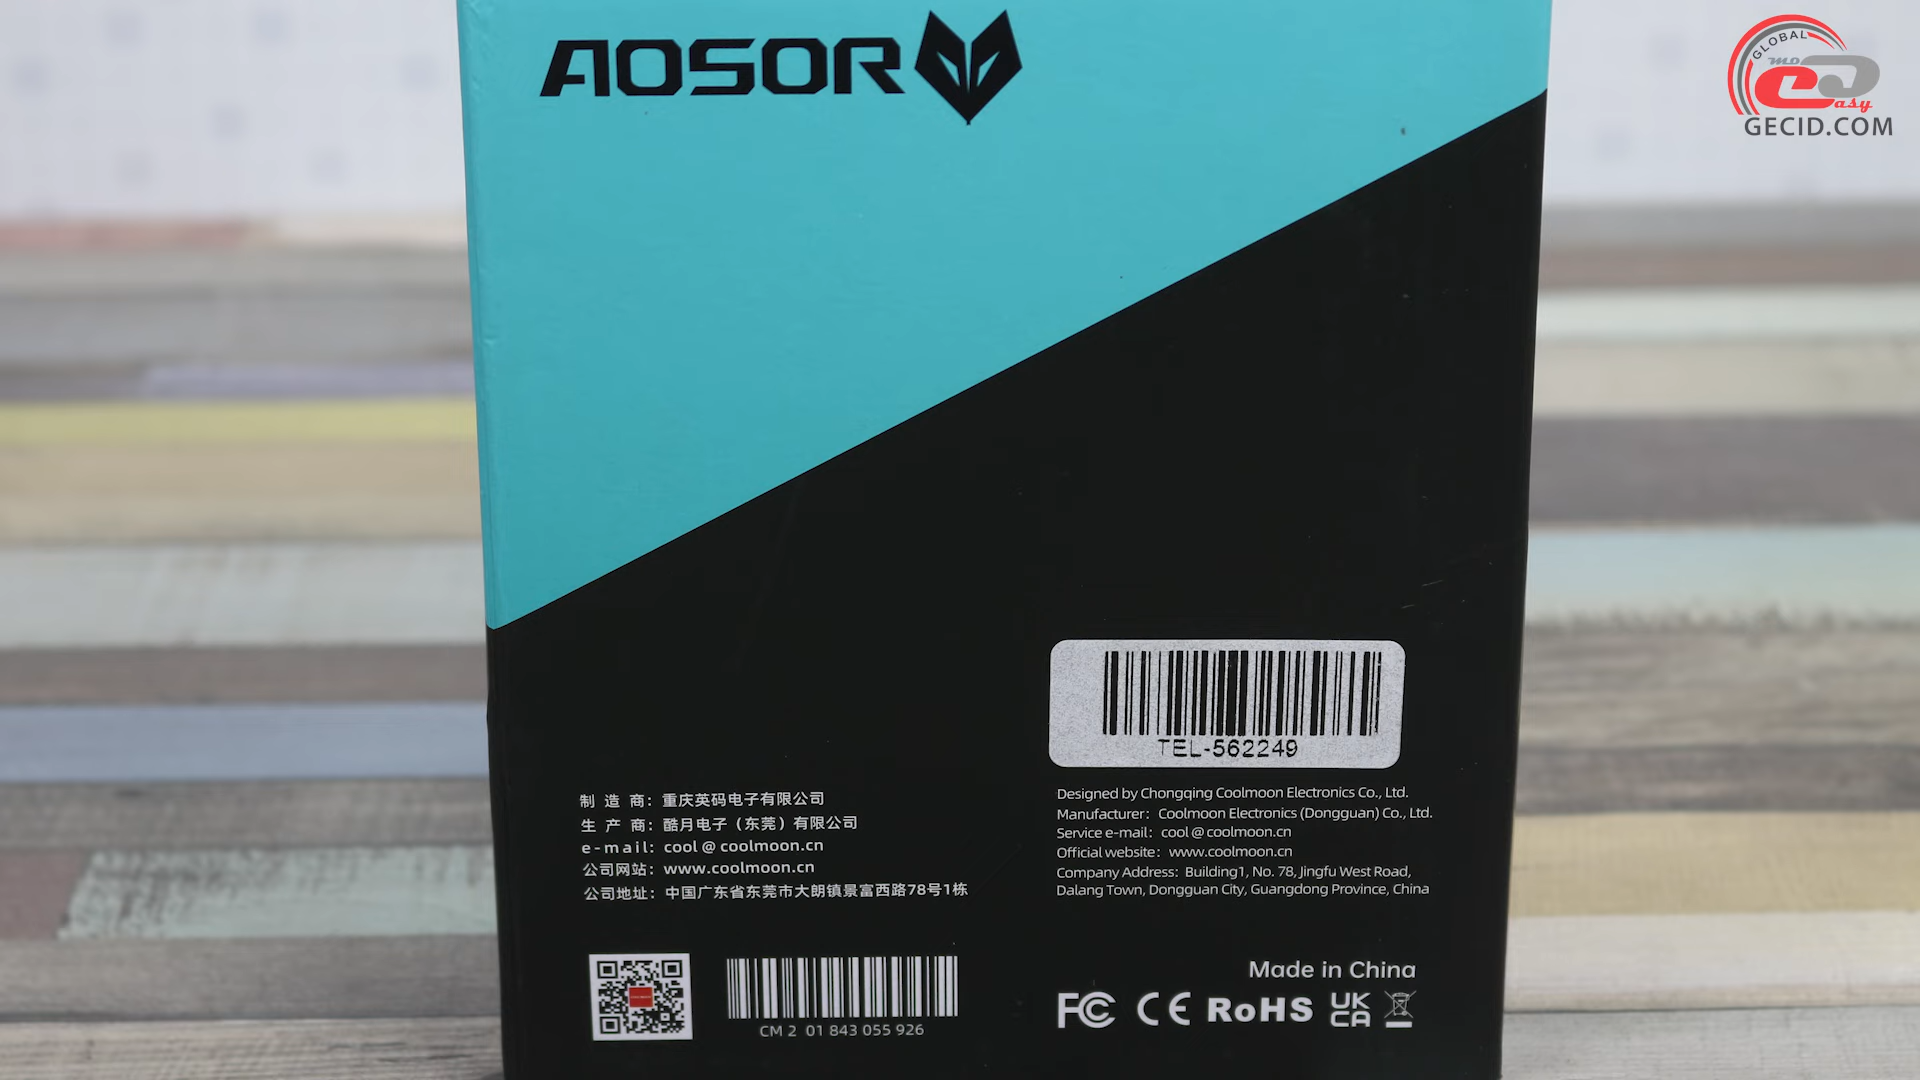 AOSOR
GLOBAL
MDO
easy
GECID.COM
TEL-562249
制 造 商：重庆英码电子有限公司
生 产 商：酷月电子（东莞）有限公司
e-mail: cool @ coolmoon.cn
公司网站：www.coolmoon.cn
公司地址：中国广东省东莞市大朗镇景富西路78号1栋
Designed by Chongqing Coolmoon Electronics Co., Ltd.
Manufacturer：Coolmoon Electronics (Dongguan) Co., Ltd.
Service e-mail：cool @ coolmoon.cn
Official website：www.coolmoon.cn
Company Address：Building1, No. 78, Jingfu West Road,
Dalang Town, Dongguan City, Guangdong Province, China
CM 2 01 843 055 926
Made in China
FC CE RoHS UK CA